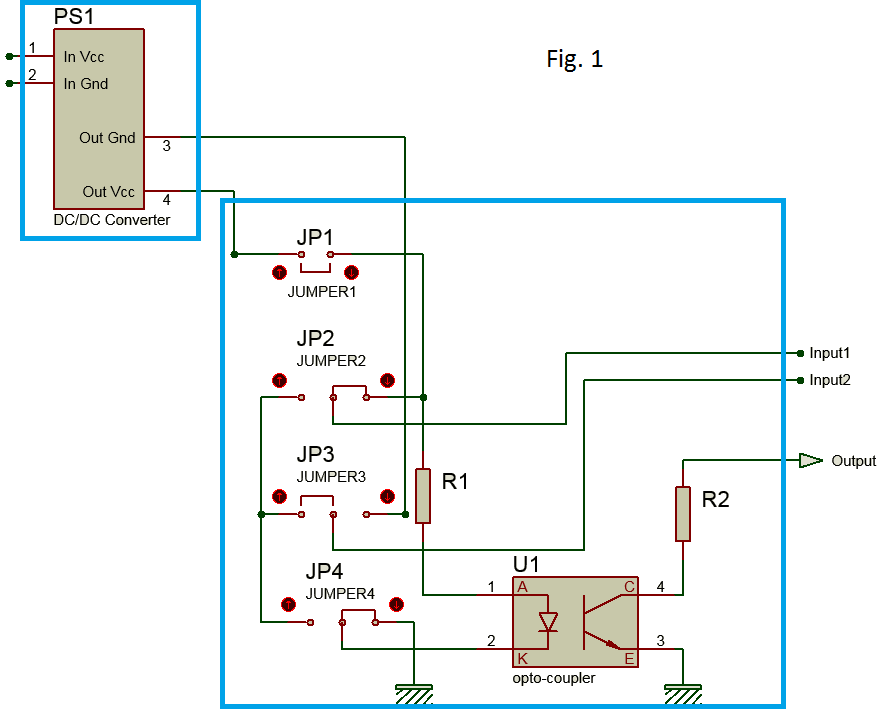 PS1
Fig. 1
1
In Vcc
2
In Gnd
Out Gnd
3
Out Vcc
4
DC/DC Converter
JP1
JUMPER1
JP2
JUMPER2
Input1
Input2
JP3
JUMPER3
R1
Output
R2
JP4
JUMPER4
U1
1
A
C
4
2
K
E
3
opto-coupler